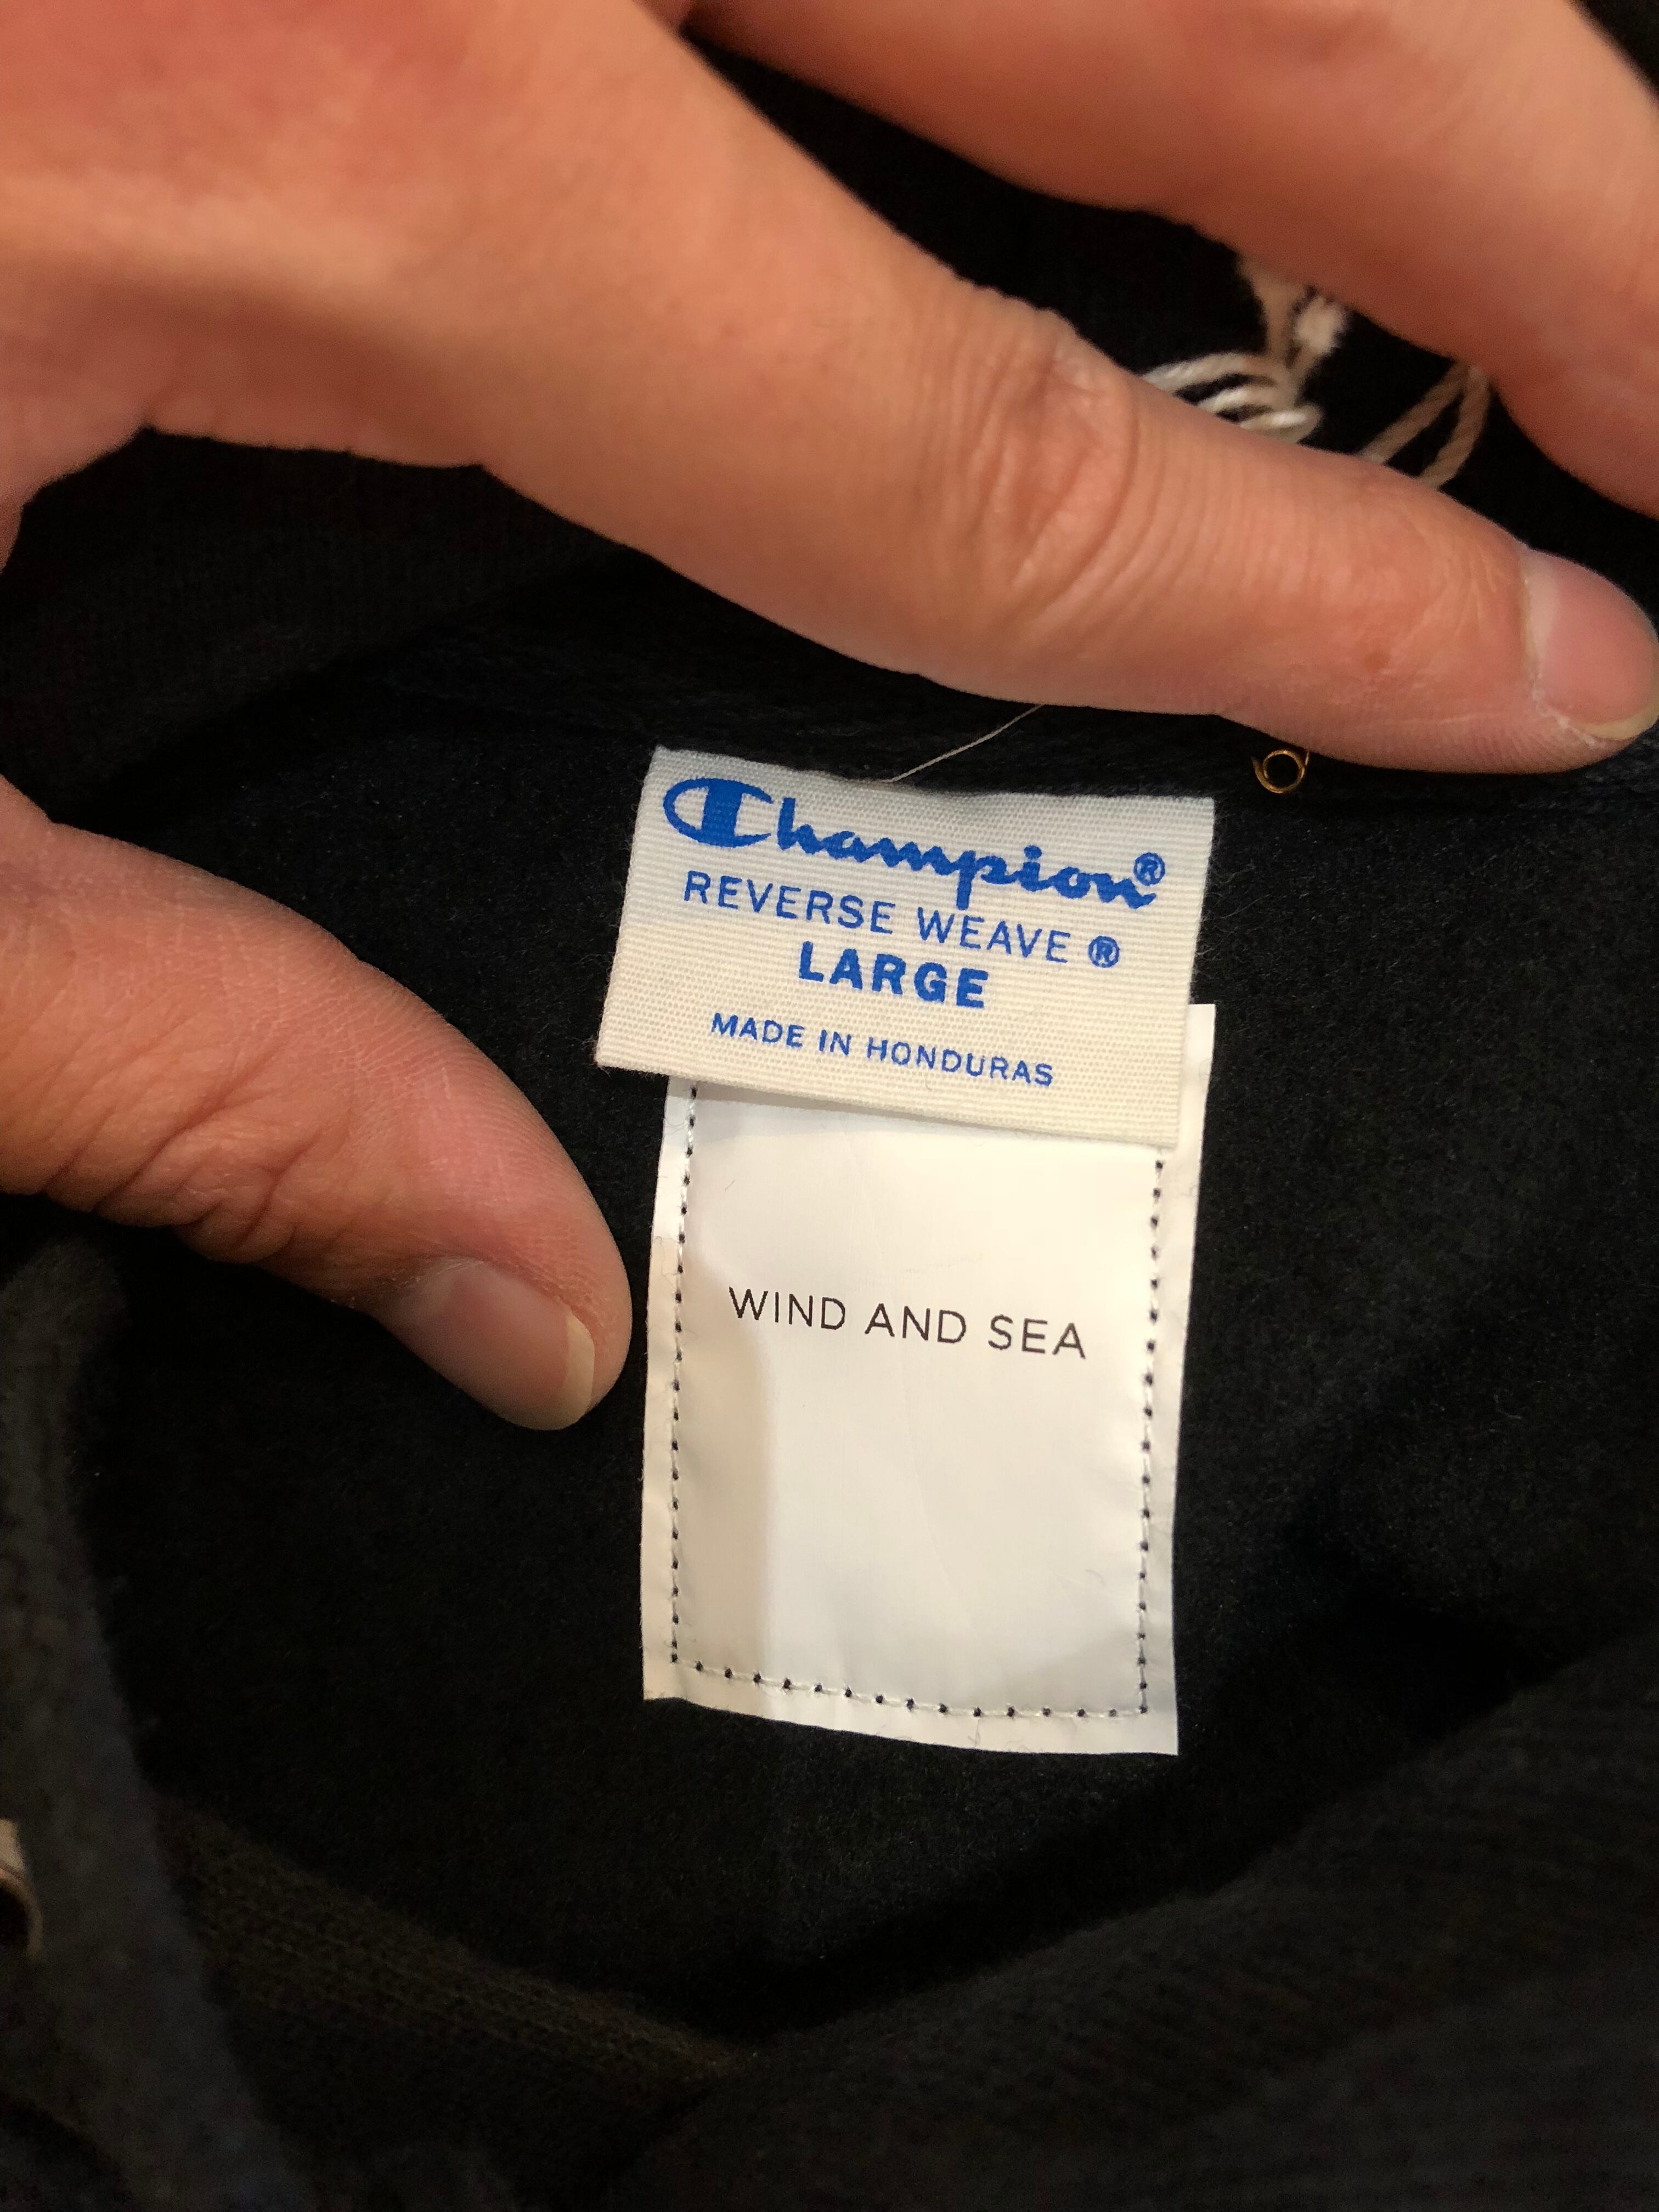 Champion®
REVERSE WEAVE ®
LARGE
MADE IN HONDURAS
WIND AND SEA